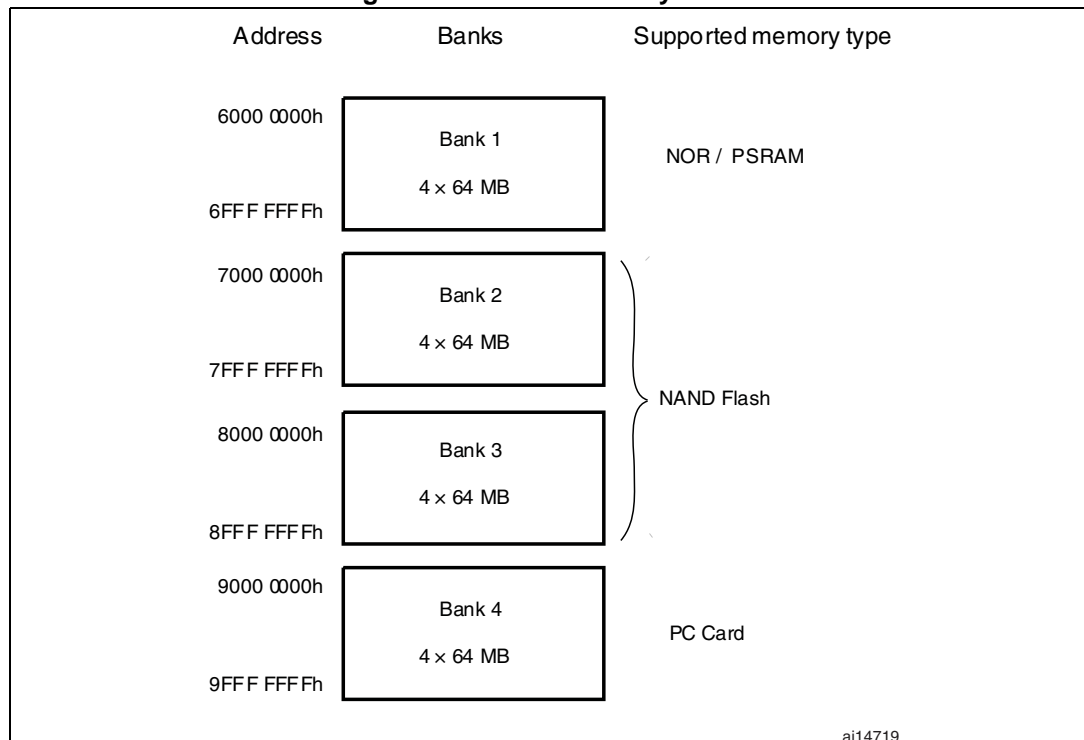 Address Banks Supported memory type
6000 0000h
Bank 1
NOR / PSRAM
4 × 64 MB
6FFF FFFFh
7000 0000h
Bank 2
4 × 64 MB
7FFF FFFFh
NAND Flash
8000 0000h
Bank 3
4 × 64 MB
8FFF FFFFh
9000 0000h
Bank 4
PC Card
4 × 64 MB
9FFF FFFFh
ai14719